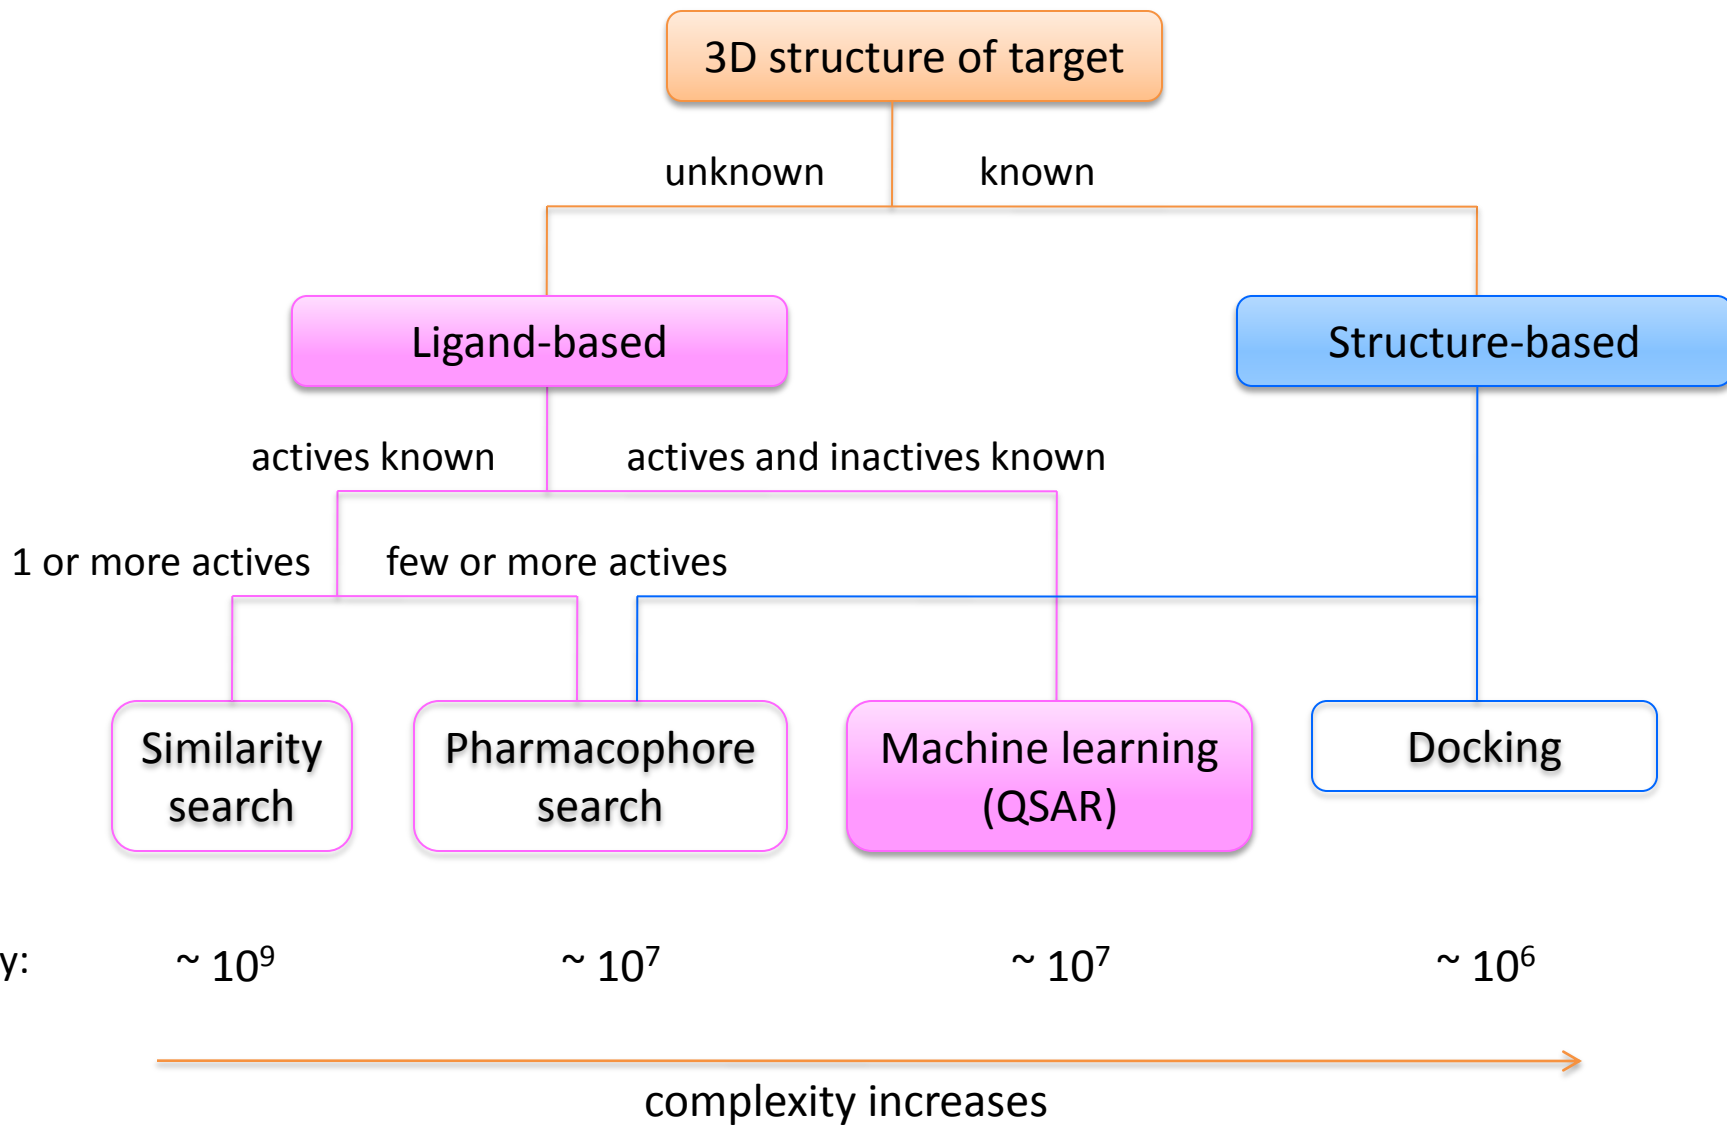 3D structure of target
unknown
known
Ligand-based
Structure-based
actives known
actives and inactives known
1 or more actives
few or more actives
Similarity
search
Pharmacophore
search
Machine learning
(QSAR)
Docking
y:
~ 10⁹
~ 10⁷
~ 10⁷
~ 10⁶
complexity increases